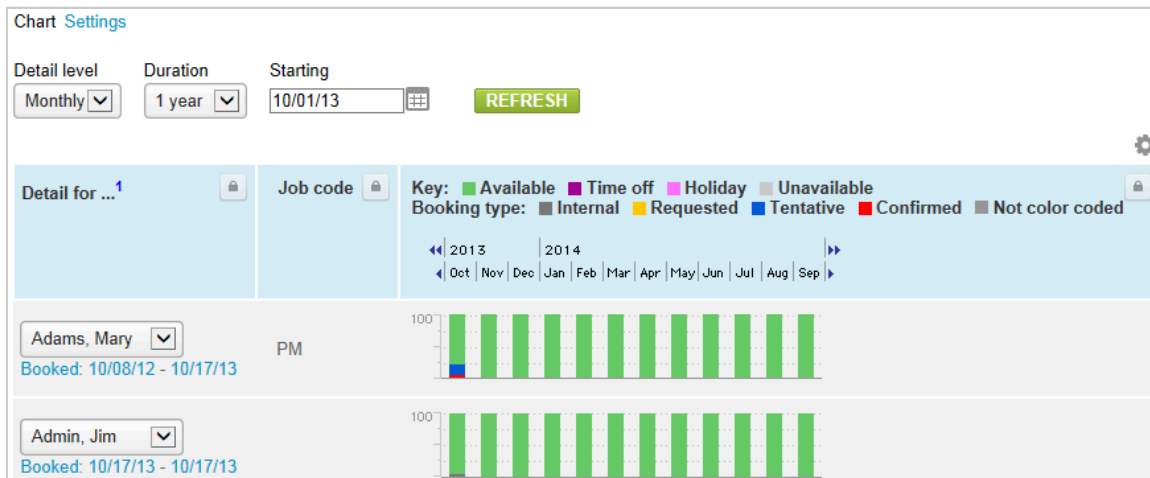 Chart Settings
Detail level Duration Starting
Monthly 1 year 10/01/13 REFRESH
Detail for ...1 Job code Key: Available Time off Holiday Unavailable
Booking type: Internal Requested Tentative Confirmed Not color coded
2013 2014
Oct Nov Dec Jan Feb Mar Apr May Jun Jul Aug Sep
100
Adams, Mary PM
Booked: 10/08/12 - 10/17/13
100
Admin, Jim
Booked: 10/17/13 - 10/17/13